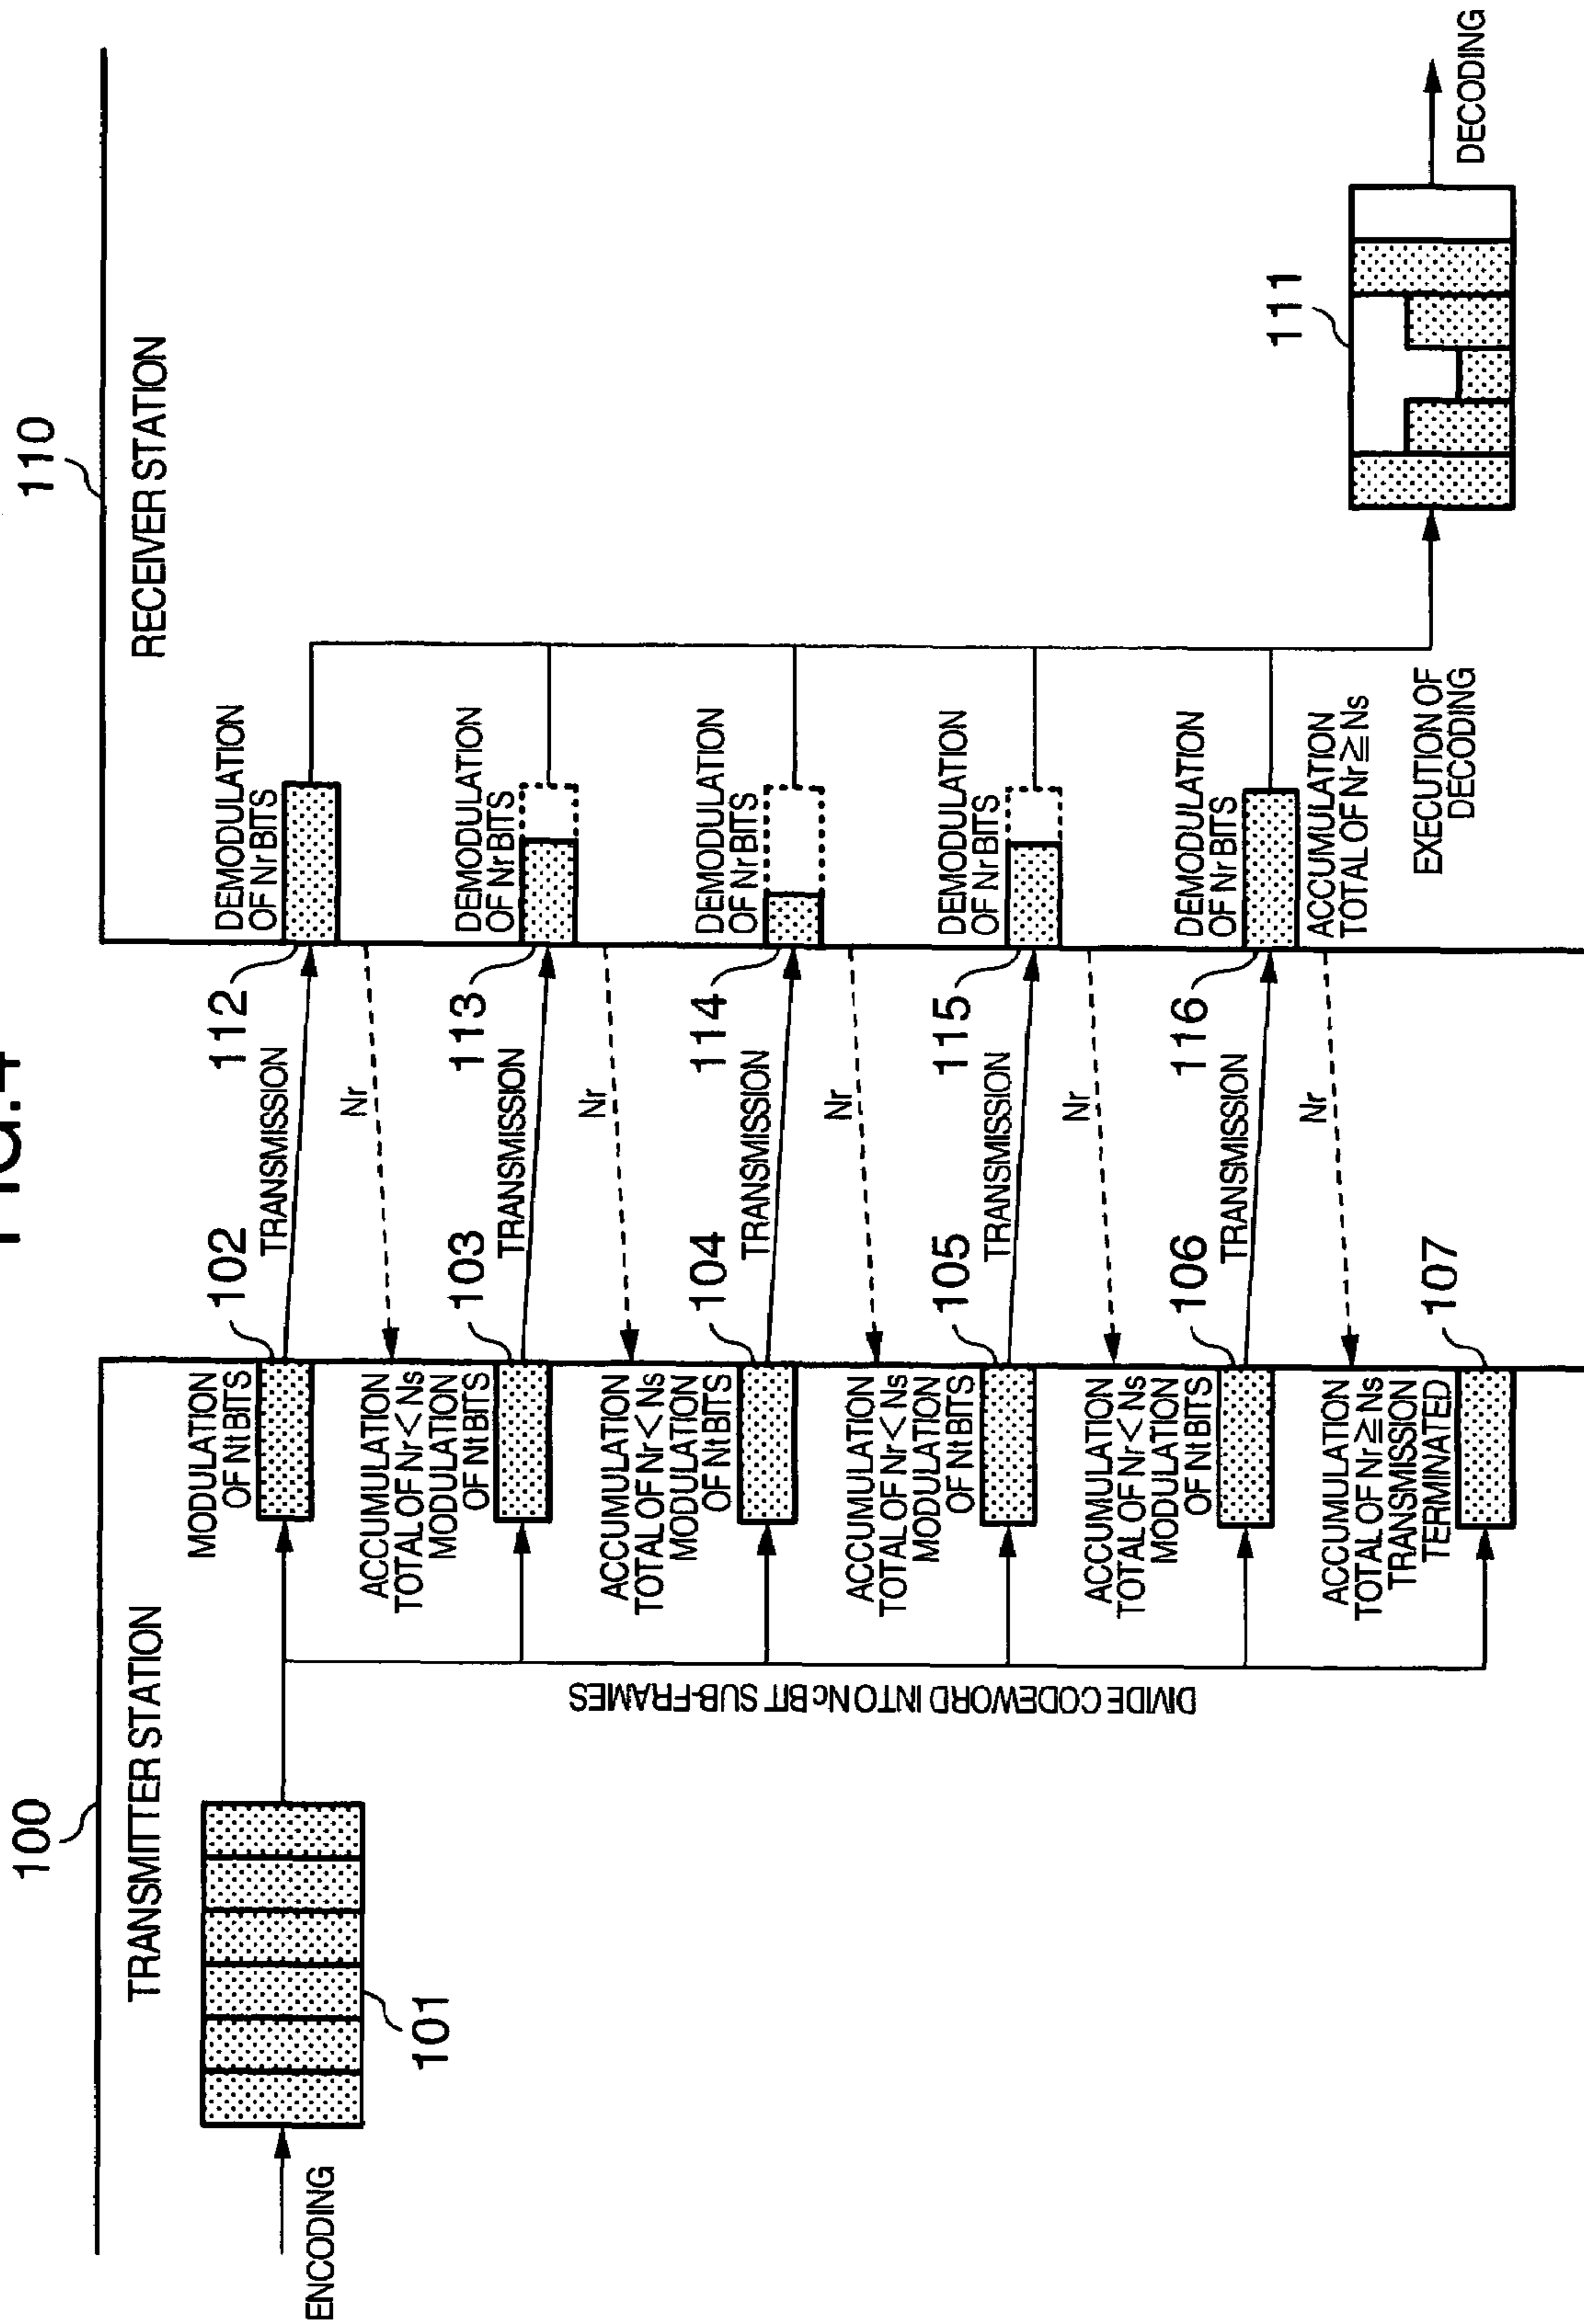 FIG.4
100
TRANSMITTER STATION
ENCODING
101
DIVIDE CODEWORD INTO Nc BIT SUB-FRAMES
MODULATION
OF Nt BITS
102
TRANSMISSION
112
DEMODULATION
OF Nr BITS
Nr
ACCUMULATION
TOTAL OF Nr < Ns
MODULATION
OF Nt BITS
103
TRANSMISSION
113
DEMODULATION
OF Nr BITS
Nr
ACCUMULATION
TOTAL OF Nr < Ns
MODULATION
OF Nt BITS
104
TRANSMISSION
114
DEMODULATION
OF Nr BITS
Nr
ACCUMULATION
TOTAL OF Nr < Ns
MODULATION
OF Nt BITS
105
TRANSMISSION
115
DEMODULATION
OF Nr BITS
Nr
ACCUMULATION
TOTAL OF Nr < Ns
MODULATION
OF Nt BITS
106
TRANSMISSION
116
DEMODULATION
OF Nr BITS
ACCUMULATION
TOTAL OF Nr ≧ Ns
Nr
ACCUMULATION
TOTAL OF Nr ≧ Ns
TRANSMISSION
TERMINATED
107
EXECUTION OF
DECODING
110
RECEIVER STATION
111
DECODING